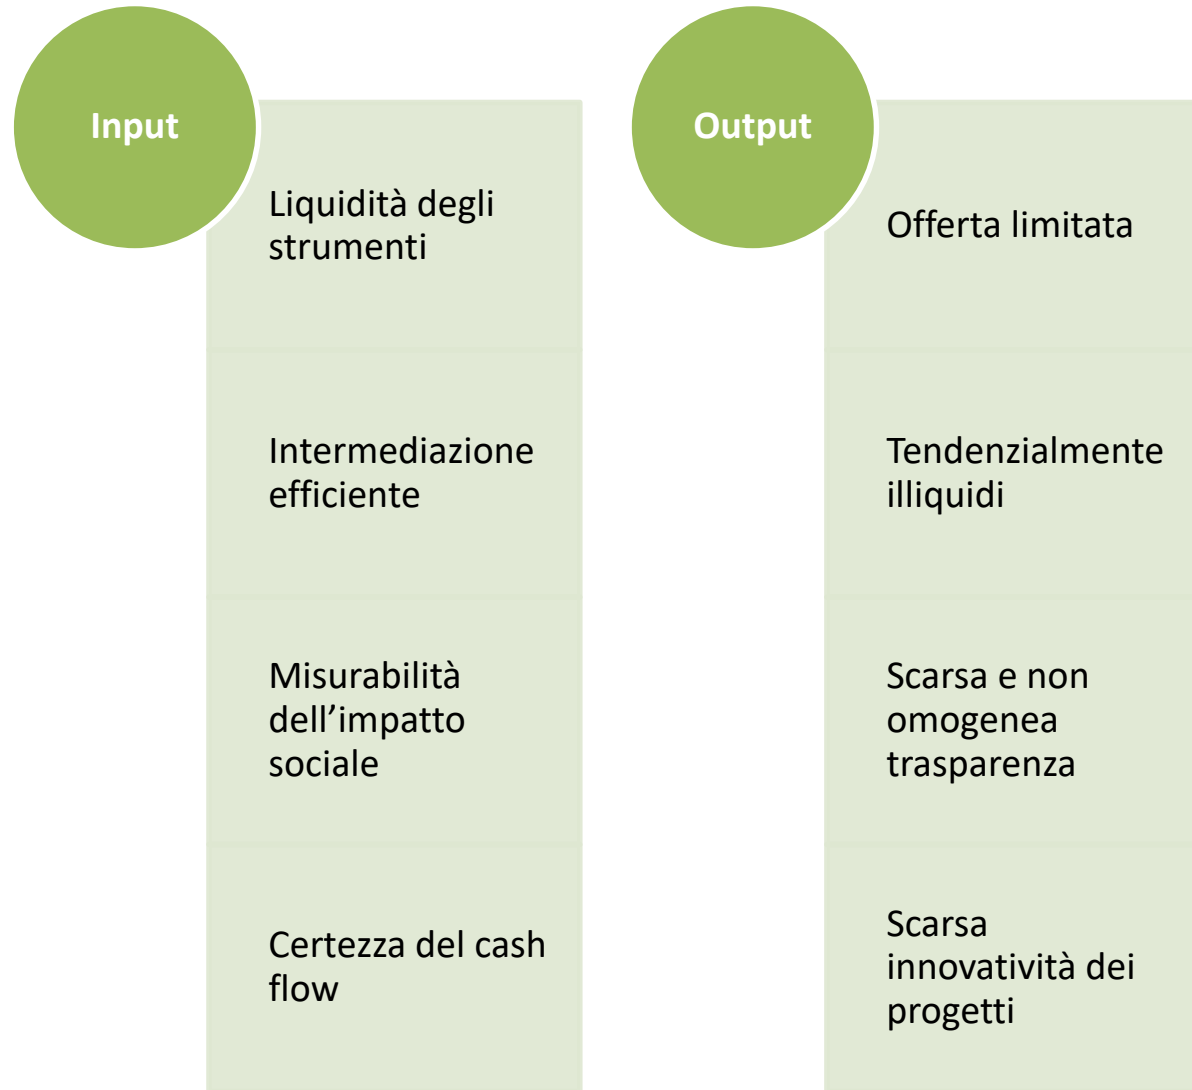 Input
Liquidità degli
strumenti
Intermediazione
efficiente
Misurabilità
dell’impatto
sociale
Certezza del cash
flow
Output
Offerta limitata
Tendenzialmente
illiquidi
Scarsa e non
omogenea
trasparenza
Scarsa
innovatività dei
progetti